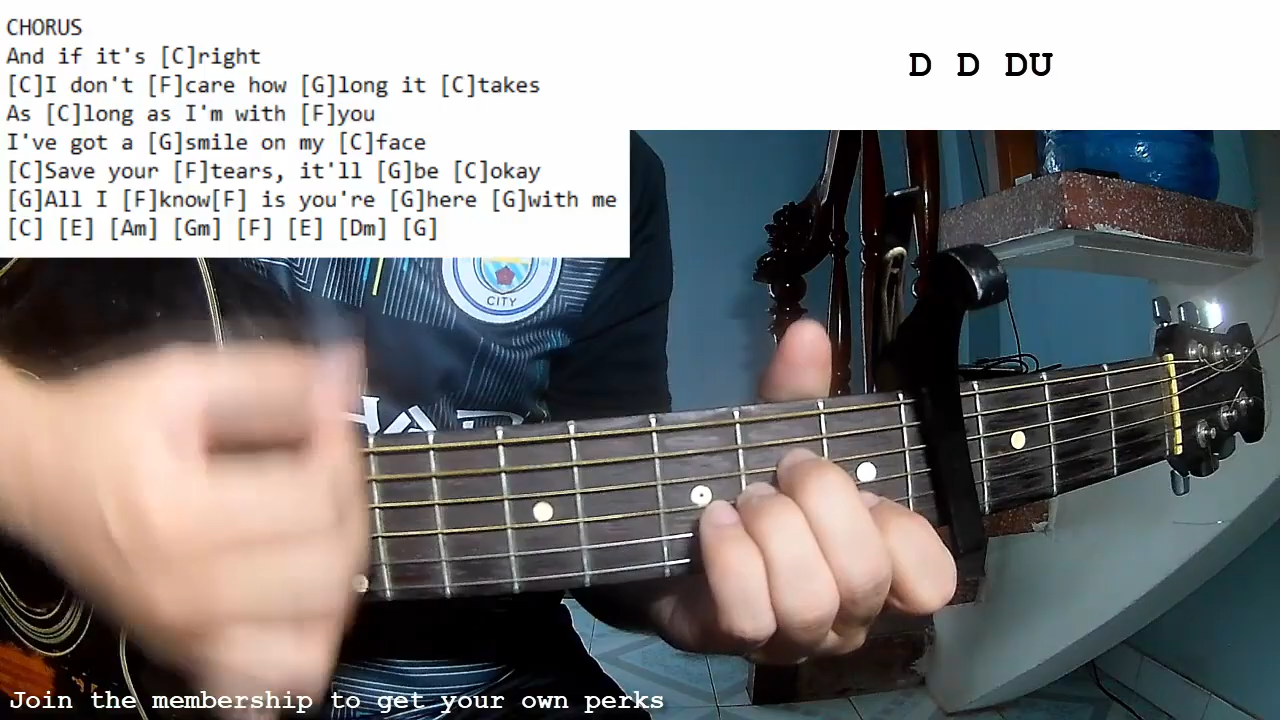 CHORUS
And if it's [C]right
[C]I don't [F]care how [G]long it [C]takes
As [C]long as I'm with [F]you
I've got a [G]smile on my [C]face
[C]Save your [F]tears, it'll [G]be [C]okay
[G]All I [F]know[F] is you're [G]here [G]with me
[C] [E] [Am] [Gm] [F] [E] [Dm] [G]
D D DU
CITY
Join the membership to get your own perks